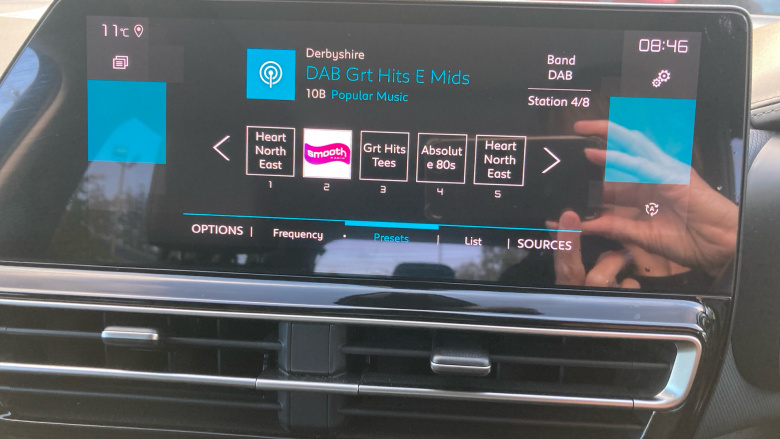 11°C
08:46
Derbyshire
DAB Grt Hits E Mids
10B Popular Music
Band
DAB
Station 4/8
Heart
North
East
1
smooth
RADIO
2
Grt Hits
Tees
3
Absolut
e 80s
4
Heart
North
East
5
OPTIONS | Frequency · Presets | List | SOURCES